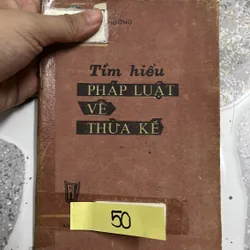 Tìm hiểu
PHÁP LUẬT
VỀ
THỪA KẾ
50